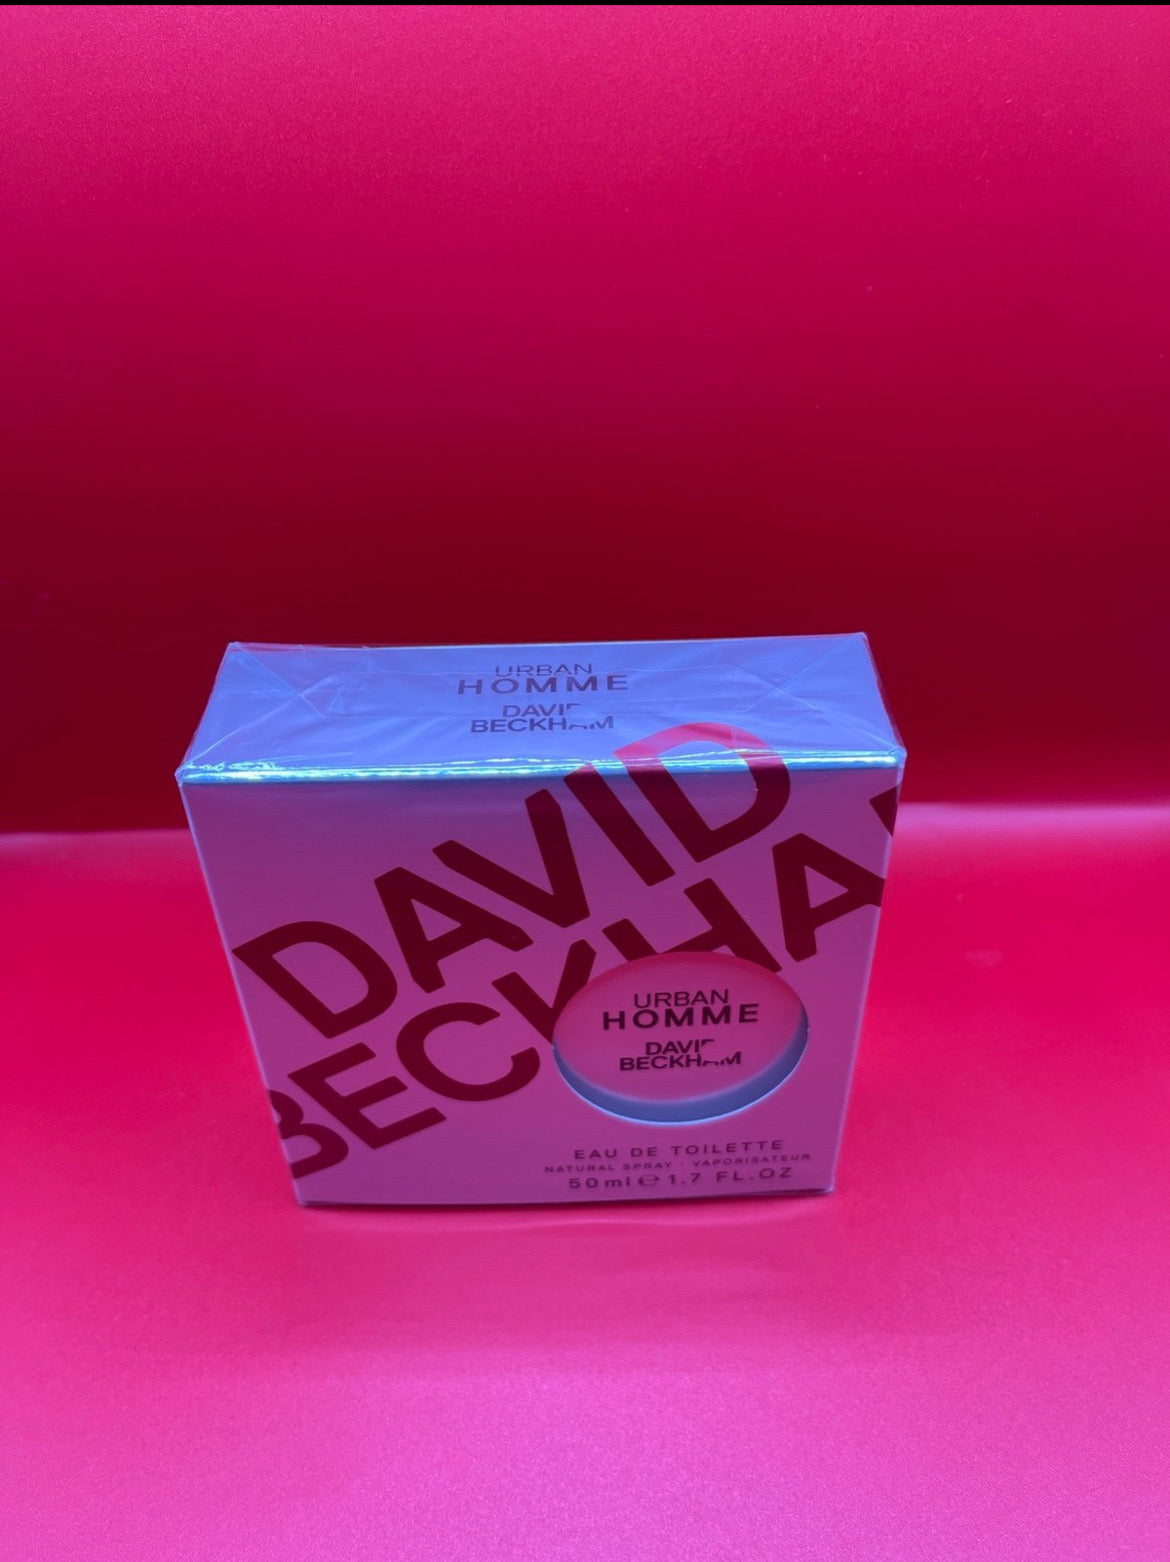 URBAN
HOMME
DAVID
BECKHAM
DAVID
BECKHA
URBAN
HOMME
DAVID
BECKHAM
EAU DE TOILETTE
NATURAL SPRAY · VAPORISATEUR
50ml ℮ 1.7 FL.OZ